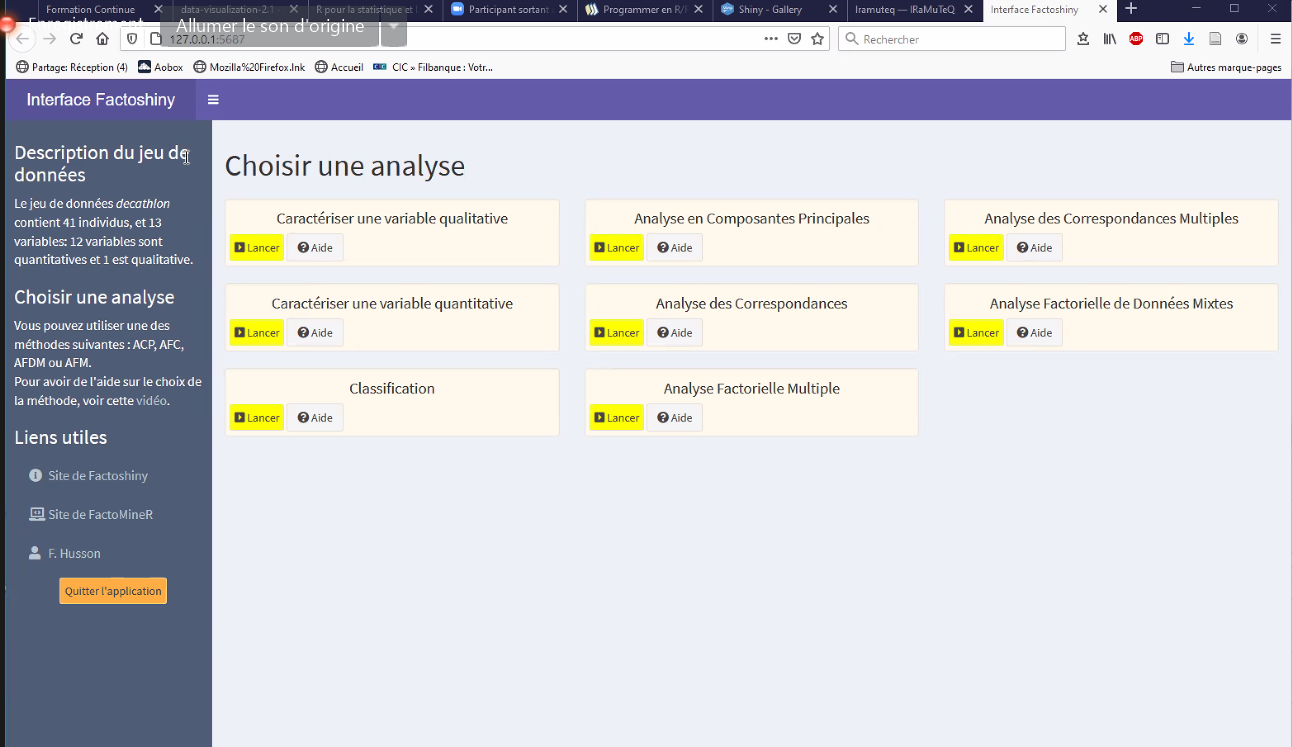 Formation Continue
data-visualization-2.1
R pour la statistique et l
Participant sortant
Programmer en R/
Shiny - Gallery
Iramuteq — IRaMuTeQ
Interface Factoshiny
Enregistrement
Allumer le son d'origine
127.0.0.1:5687
Rechercher
ABP
Partage: Réception (4)
Aobox
Mozilla%20Firefox.lnk
Accueil
CIC » Filbanque : Votr...
Autres marque-pages
Interface Factoshiny
Description du jeu de
données
Le jeu de données decathlon
contient 41 individus, et 13
variables: 12 variables sont
quantitatives et 1 est qualitative.
Choisir une analyse
Vous pouvez utiliser une des
méthodes suivantes : ACP, AFC,
AFDM ou AFM.
Pour avoir de l'aide sur le choix de
la méthode, voir cette vidéo.
Liens utiles
Site de Factoshiny
Site de FactoMineR
F. Husson
Quitter l'application
Choisir une analyse
Caractériser une variable qualitative
Lancer Aide
Analyse en Composantes Principales
Lancer Aide
Analyse des Correspondances Multiples
Lancer Aide
Caractériser une variable quantitative
Lancer Aide
Analyse des Correspondances
Lancer Aide
Analyse Factorielle de Données Mixtes
Lancer Aide
Classification
Lancer Aide
Analyse Factorielle Multiple
Lancer Aide